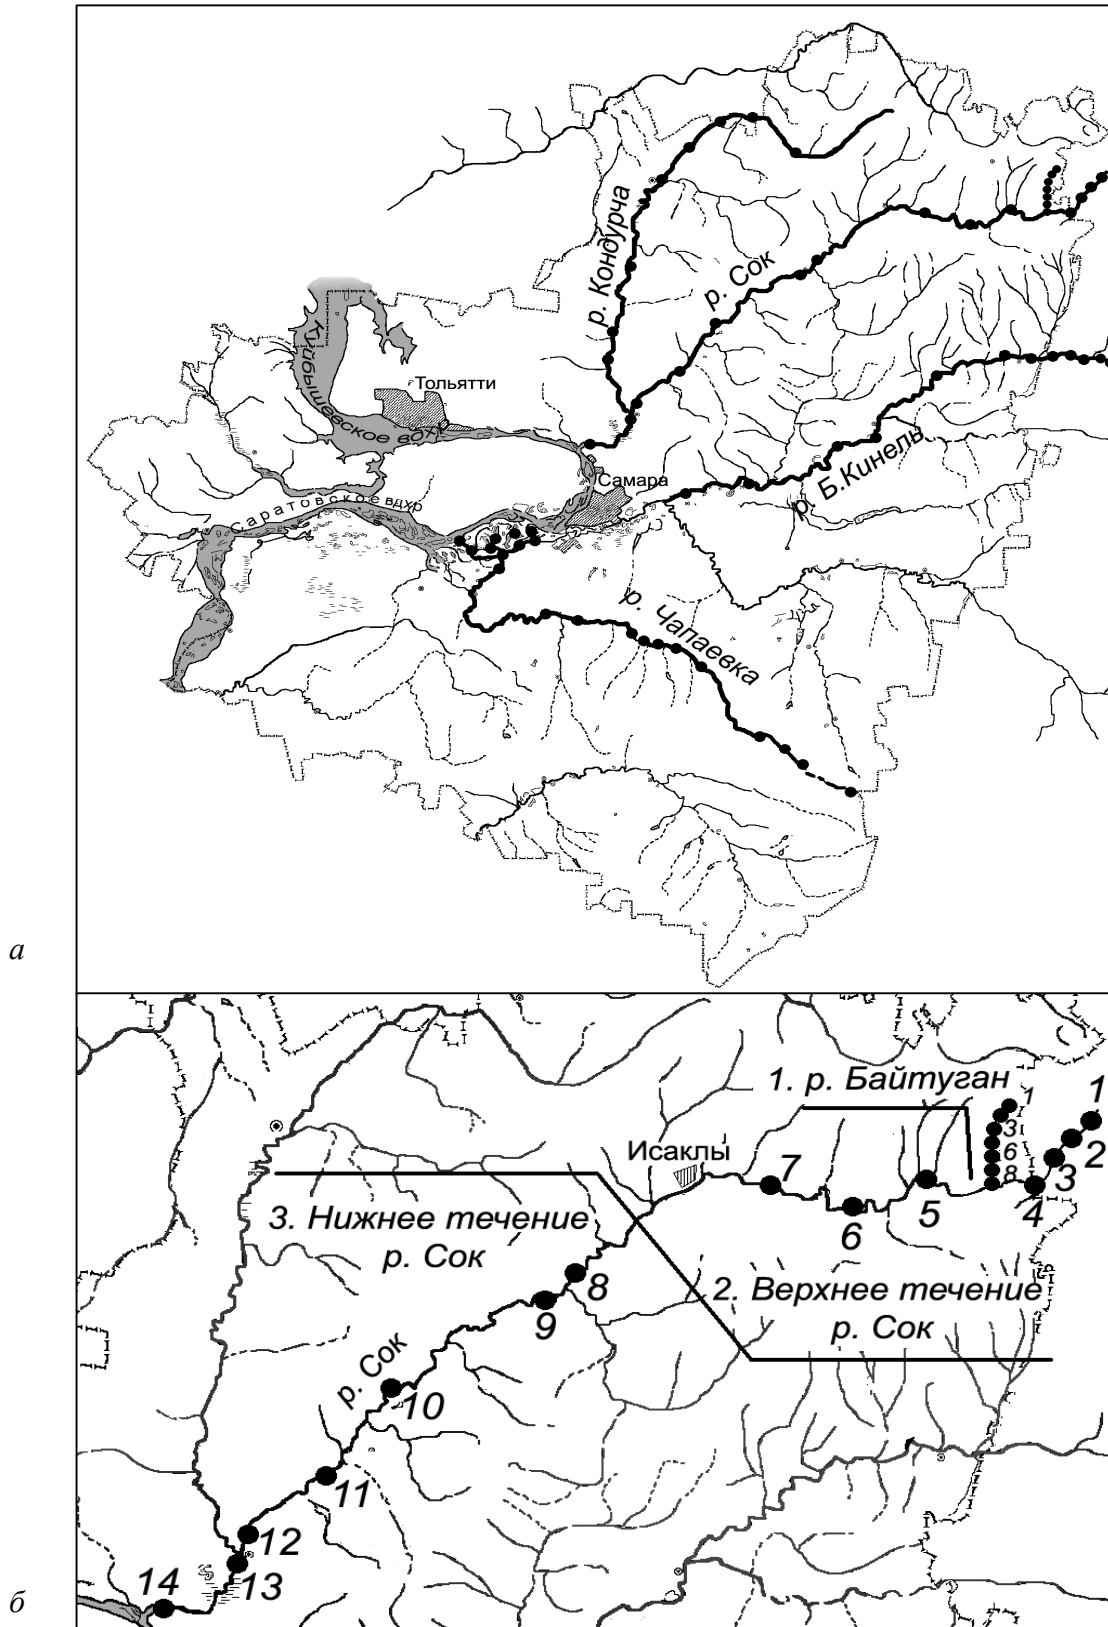 р. Кондурча
р. Сок
Куйбышевское вдхр
Тольятти
Самара
р. Б.Кинель
Саратовское вдхр
р. Чапаевка
а
1. р. Байтуган
1
1
3
2
6
3
8
4
Исаклы
7
5
6
3. Нижнее течение
р. Сок
8
9
2. Верхнее течение
р. Сок
р. Сок
10
11
12
13
14
б